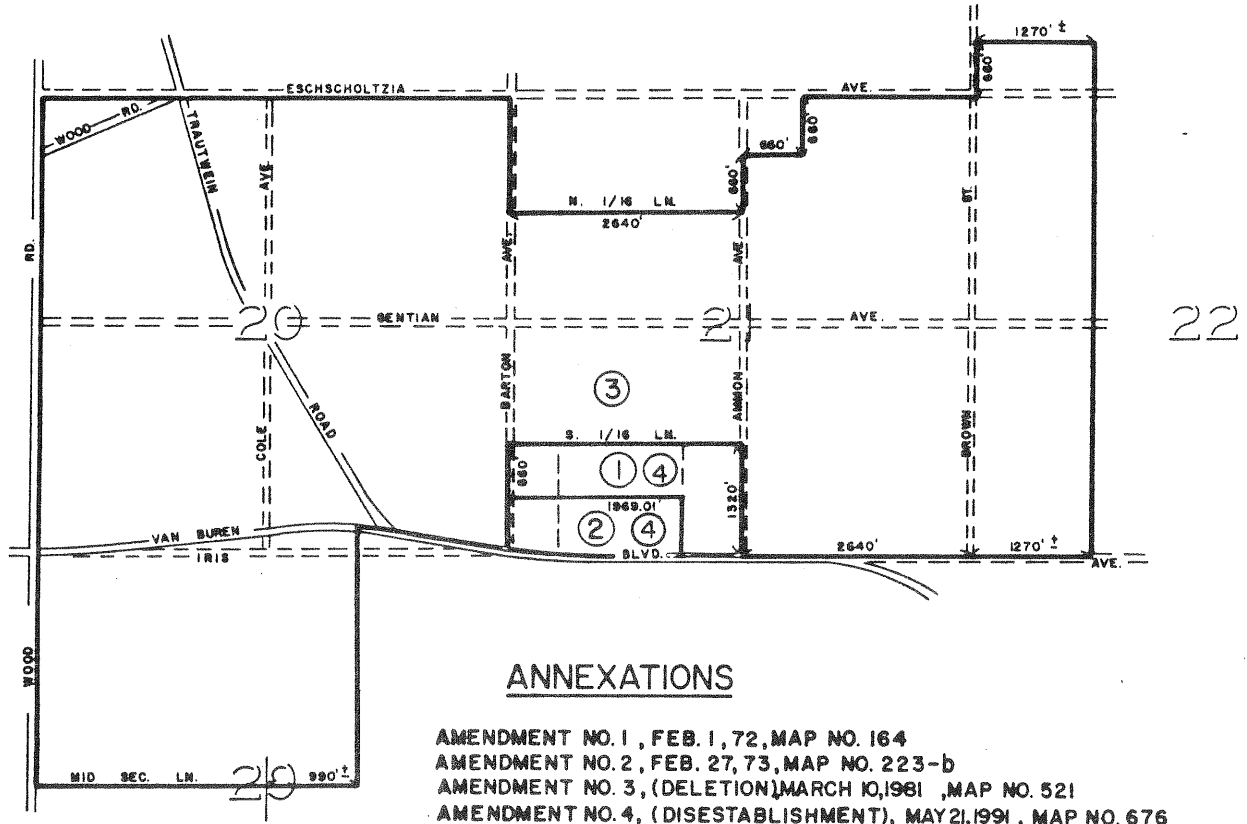 1270' ±
660'
ESCHSCHOLTZIA
AVE.
WOOD RD.
TRAUTWEIN
AVE
660'
660'
660'
N. 1/16 LN.
2640'
RD.
AVE.
AVE
ST.
20
BENTIAN
2
AVE.
22
BARTON
AMMON
3
ROAD
COLE
BROWN
S. 1/16 LN.
660'
1 4
1320'
1969.01'
2 4
VAN BUREN
BLVD.
IRIS
2640'
1270' ±
AVE.
WOOD
ANNEXATIONS
AMENDMENT NO. 1, FEB. 1, 72, MAP NO. 164
AMENDMENT NO. 2, FEB. 27, 73, MAP NO. 223-b
MID SEC. LN.
29
990' ±
AMENDMENT NO. 3, (DELETION) MARCH 10, 1981, MAP NO. 521
AMENDMENT NO. 4, (DISESTABLISHMENT), MAY 21, 1991, MAP NO. 676